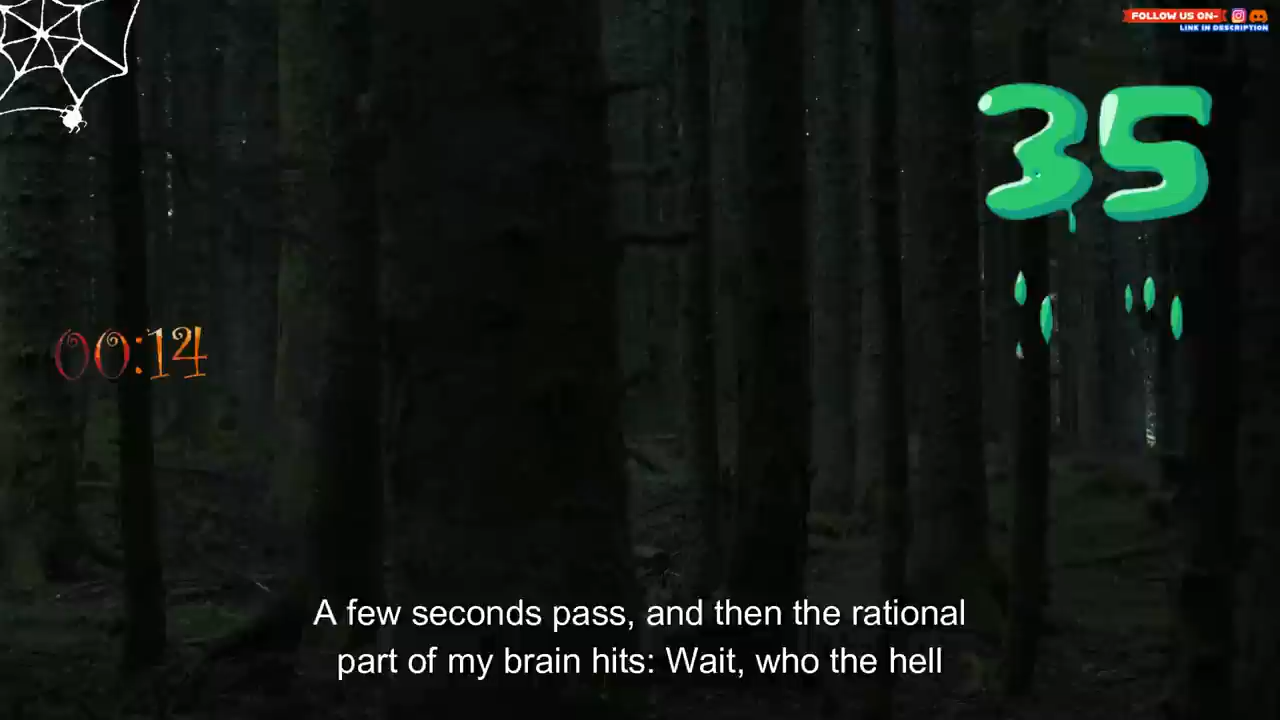 FOLLOW US ON-
LINK IN DESCRIPTION
35
00:14
A few seconds pass, and then the rational
part of my brain hits: Wait, who the hell